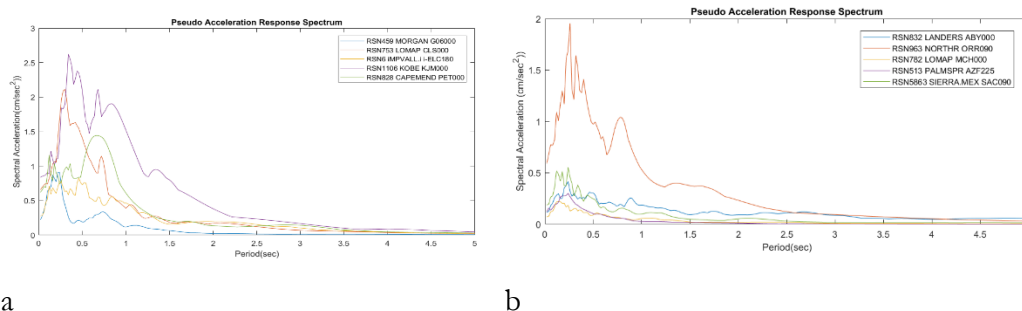 Pseudo Acceleration Response Spectrum
3
2.5
2
1.5
1
0.5
0
Spectral Acceleration(cm/sec²))
RSN459 MORGAN G06000
RSN753 LOMAP CLS000
RSN6 IMPVALL.I I-ELC180
RSN1106 KOBE KJM000
RSN828 CAPEMEND PET000
0 0.5 1 1.5 2 2.5 3 3.5 4 4.5 5
Period(sec)
a
Pseudo Acceleration Response Spectrum
2
1.5
1
0.5
0
Spectral Acceleration (cm/sec²))
RSN832 LANDERS ABY000
RSN963 NORTHR ORR090
RSN782 LOMAP MCH000
RSN513 PALMSPR AZF225
RSN5863 SIERRA.MEX SAC090
0 0.5 1 1.5 2 2.5 3 3.5 4 4.5
Period(sec)
b